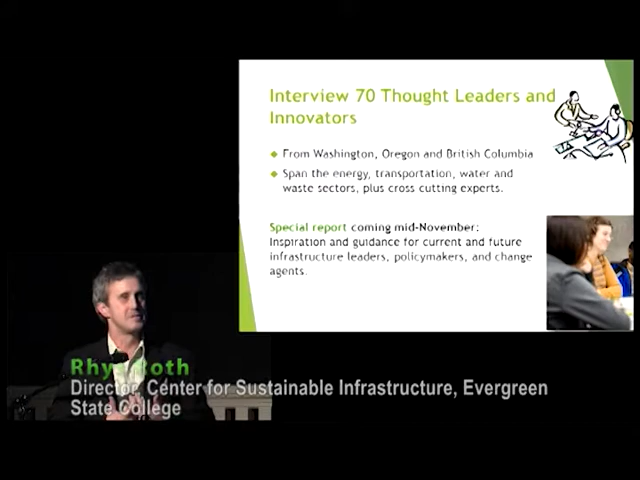 Interview 70 Thought Leaders and
Innovators
From Washington, Oregon and British Columbia
Span the energy, transportation, water and
waste sectors, plus cross cutting experts.
Special report coming mid-November:
Inspiration and guidance for current and future
infrastructure leaders, policymakers, and change
agents.
Rhys Roth
Director, Center for Sustainable Infrastructure, Evergreen
State College